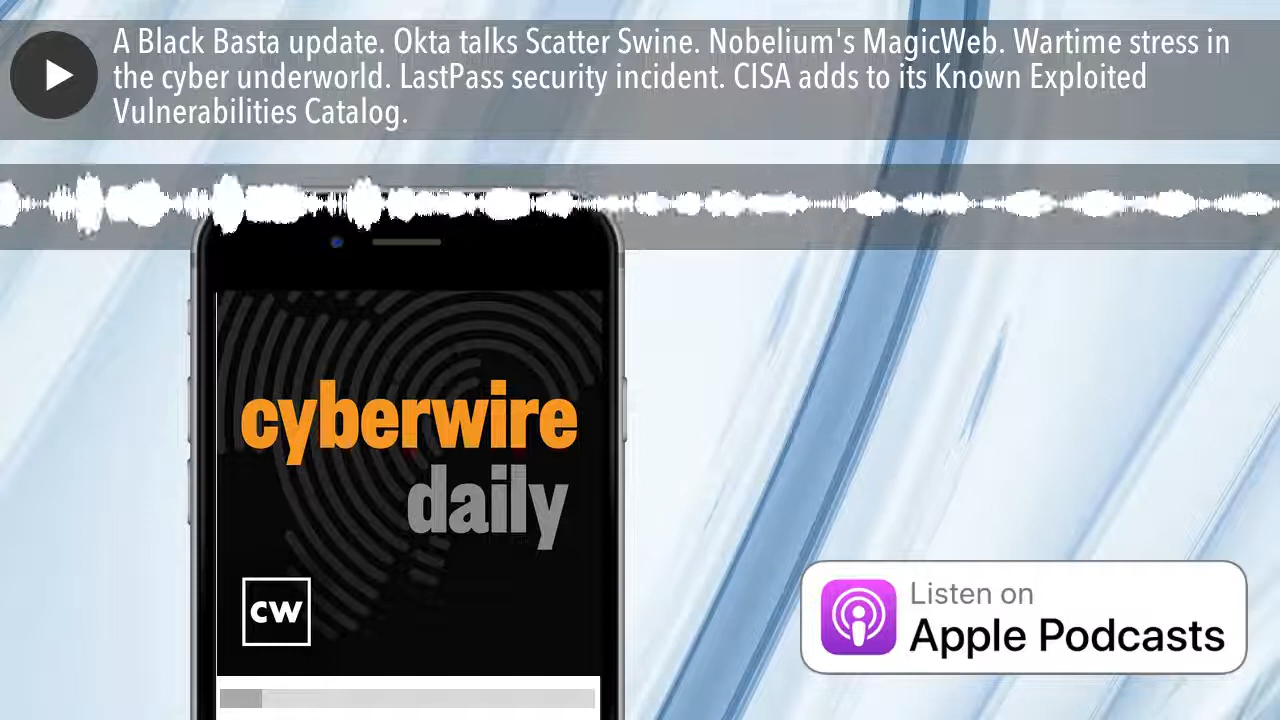 A Black Basta update. Okta talks Scatter Swine. Nobelium's MagicWeb. Wartime stress in
the cyber underworld. LastPass security incident. CISA adds to its Known Exploited
Vulnerabilities Catalog.
cyberwire
daily
CW
Listen on
Apple Podcasts